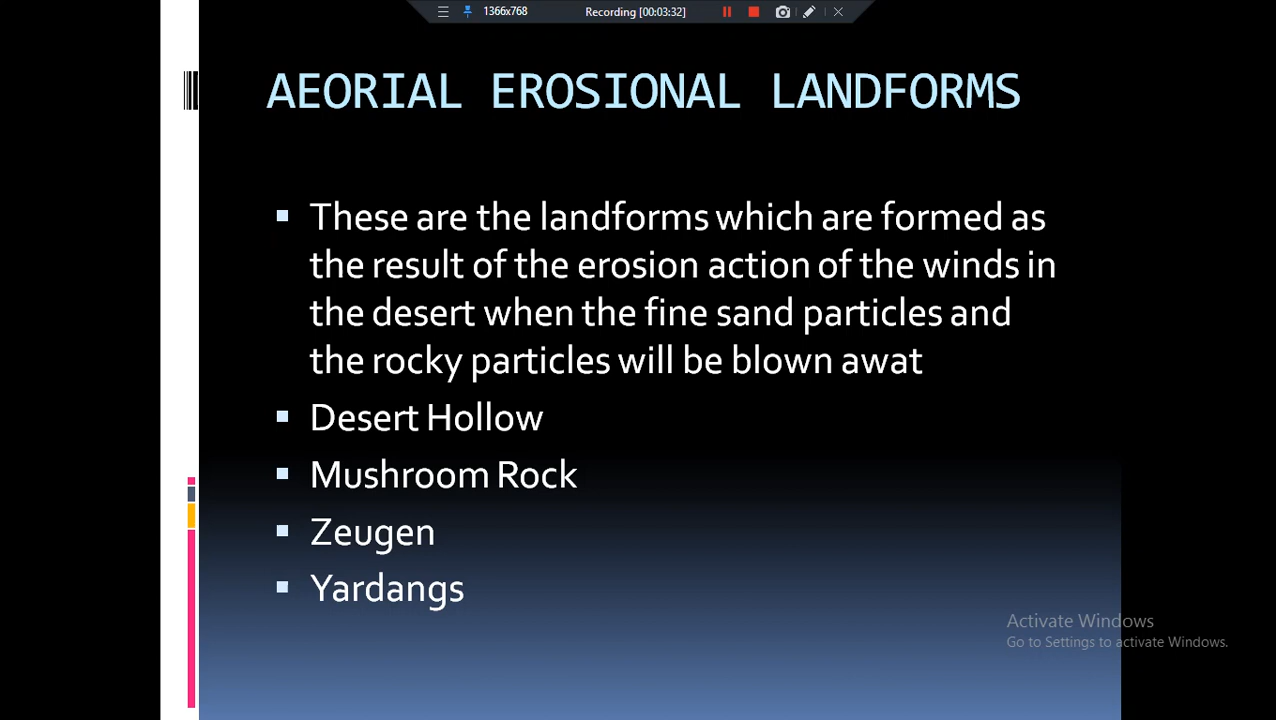 1366x768 Recording [00:03:32]
AEORIAL EROSIONAL LANDFORMS
These are the landforms which are formed as
the result of the erosion action of the winds in
the desert when the fine sand particles and
the rocky particles will be blown awat
Desert Hollow
Mushroom Rock
Zeugen
Yardangs
Activate Windows
Go to Settings to activate Windows.